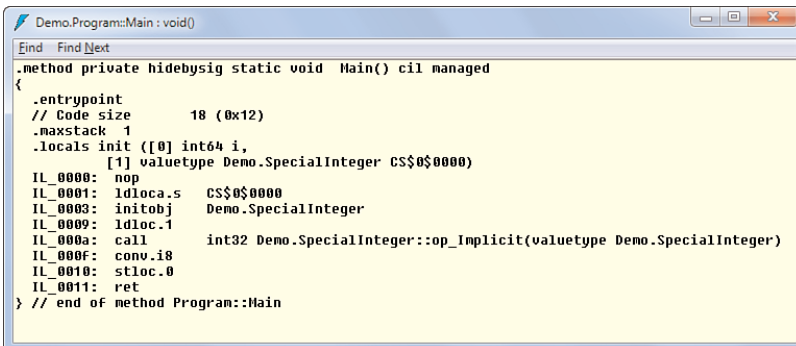 Demo.Program::Main : void()
Find Find Next
.method private hidebysig static void  Main() cil managed
{
  .entrypoint
  // Code size       18 (0x12)
  .maxstack  1
  .locals init ([0] int64 i,
           [1] valuetype Demo.SpecialInteger CS$0$0000)
  IL_0000:  nop
  IL_0001:  ldloca.s   CS$0$0000
  IL_0003:  initobj    Demo.SpecialInteger
  IL_0009:  ldloc.1
  IL_000a:  call       int32 Demo.SpecialInteger::op_Implicit(valuetype Demo.SpecialInteger)
  IL_000f:  conv.i8
  IL_0010:  stloc.0
  IL_0011:  ret
} // end of method Program::Main